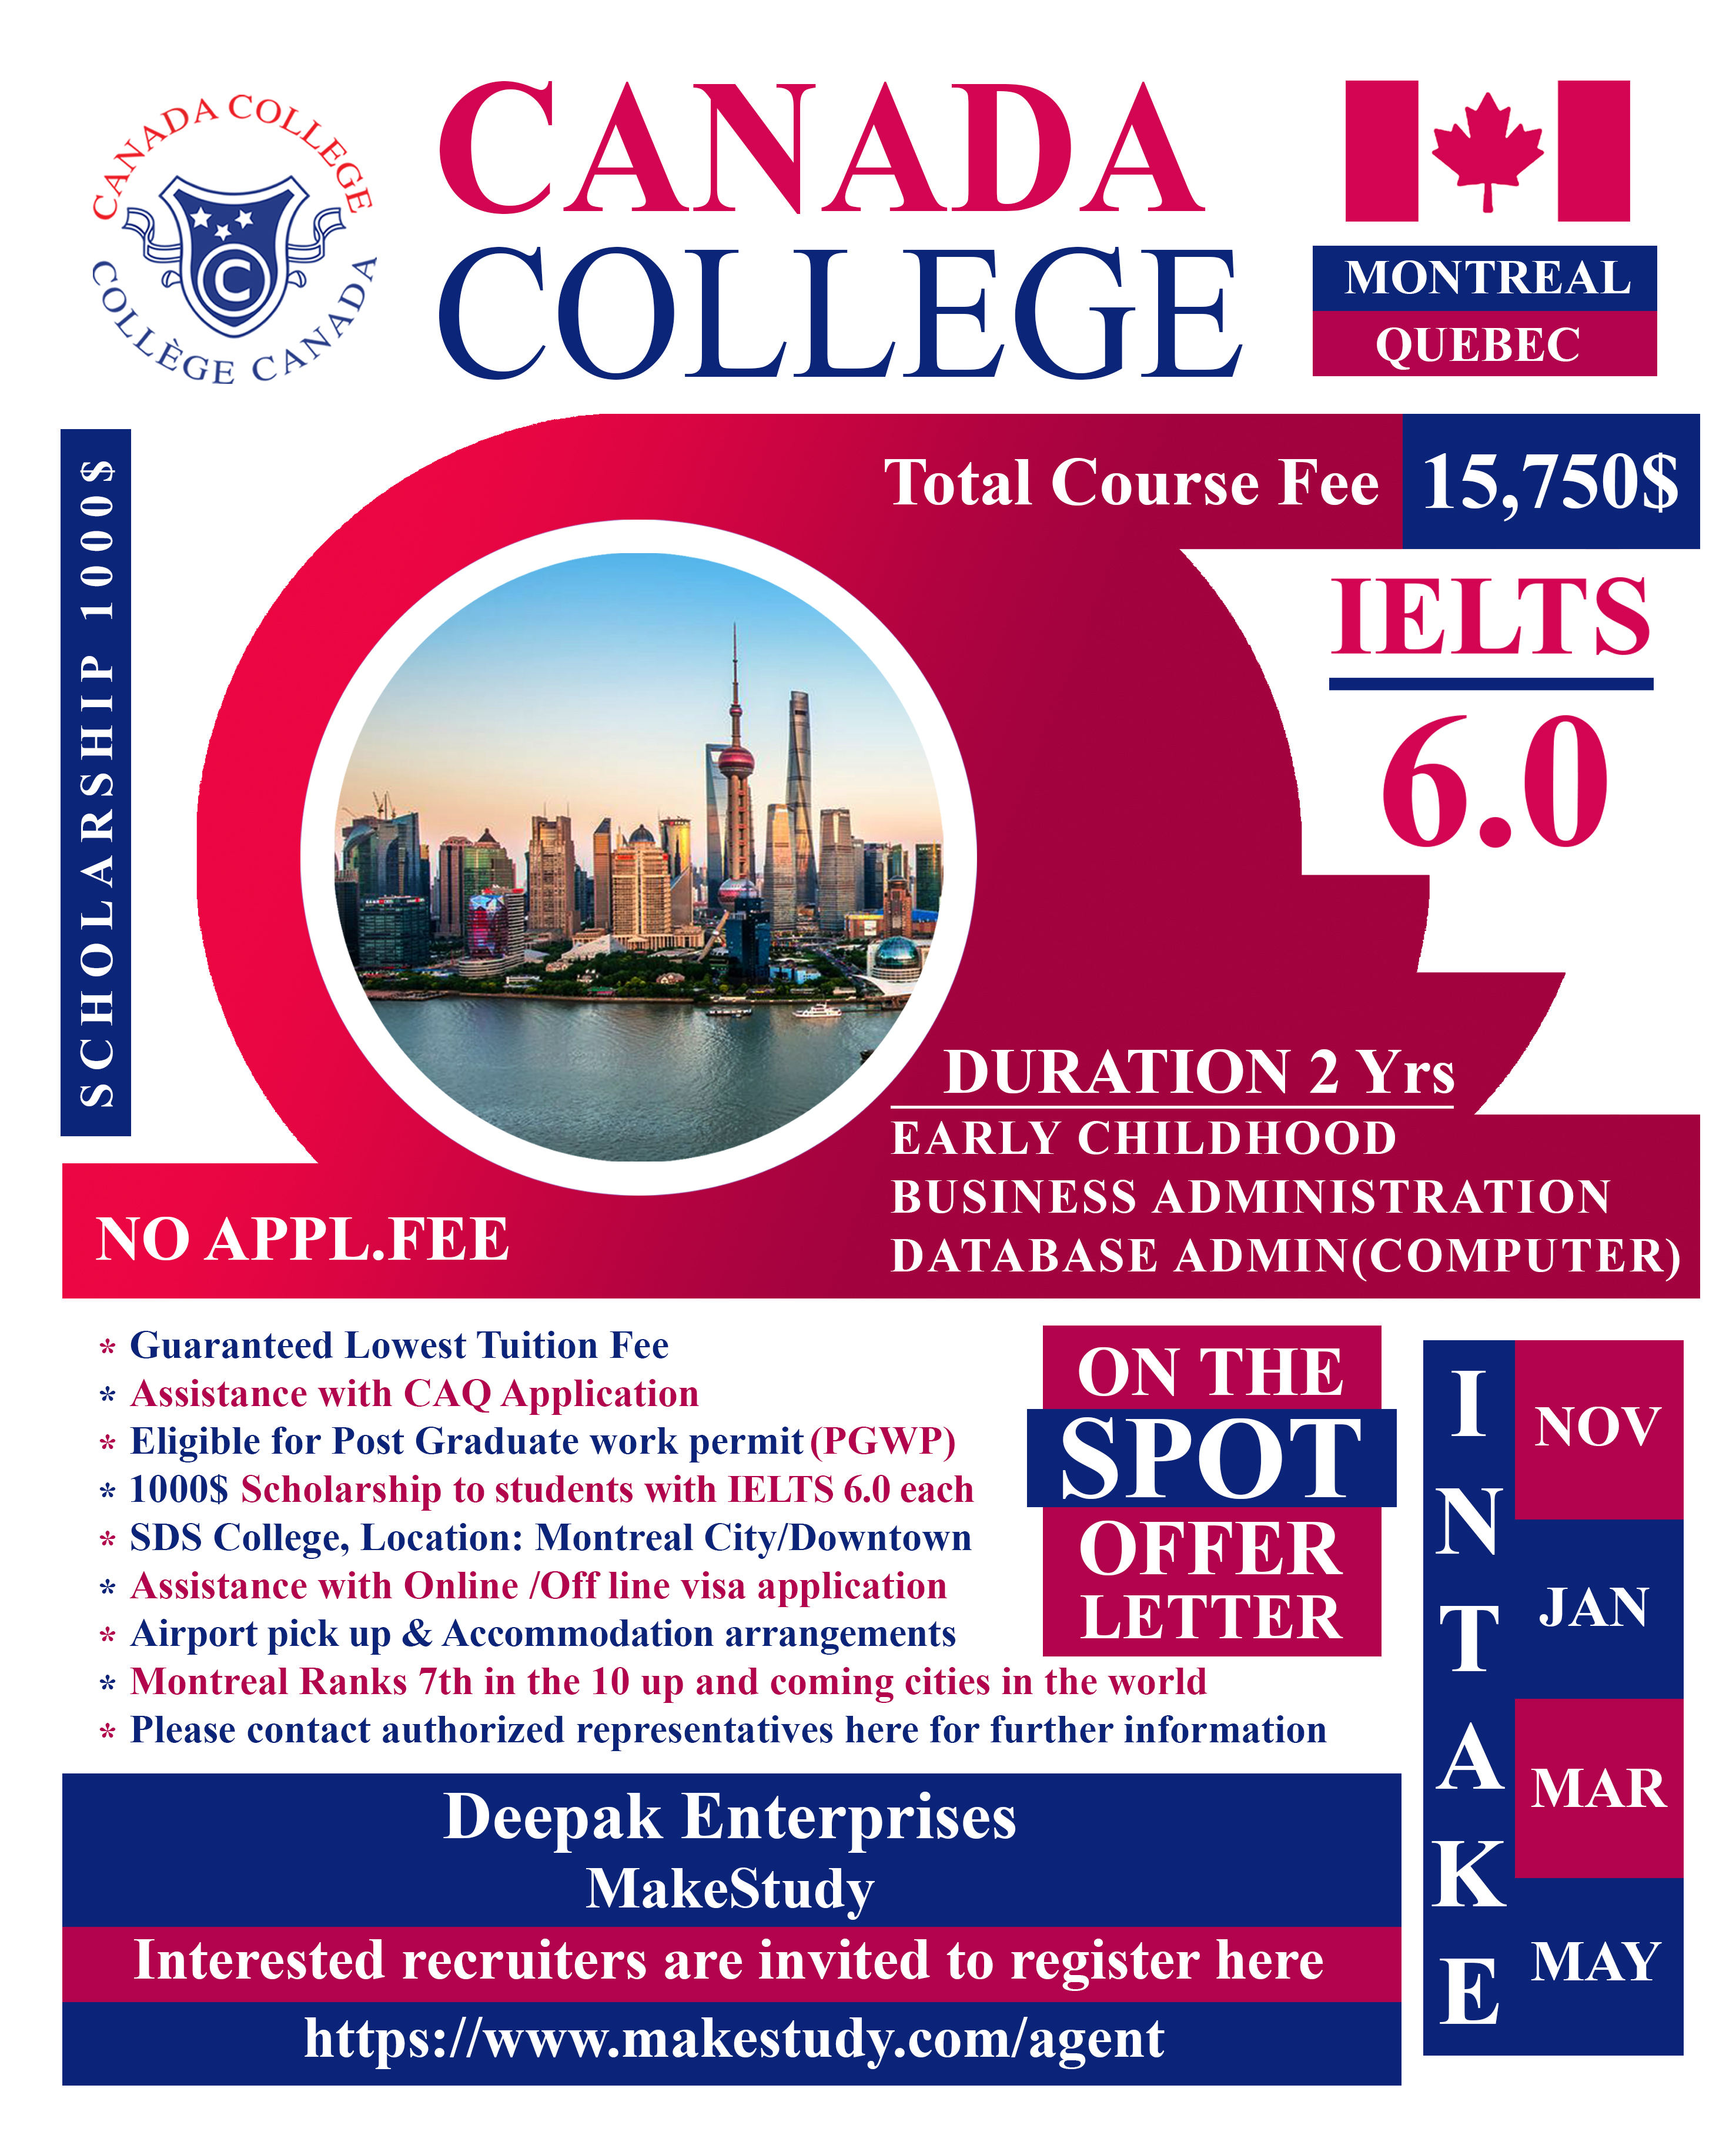 CANADA COLLEGE
C
COLLÈGE CANADA
CANADA
COLLEGE
MONTREAL
QUEBEC
SCHOLARSHIP 1000$
Total Course Fee 15,750$
IELTS
6.0
DURATION 2 Yrs
EARLY CHILDHOOD
BUSINESS ADMINISTRATION
DATABASE ADMIN(COMPUTER)
NO APPL.FEE
* Guaranteed Lowest Tuition Fee
* Assistance with CAQ Application
* Eligible for Post Graduate work permit (PGWP)
* 1000$ Scholarship to students with IELTS 6.0 each
* SDS College, Location: Montreal City/Downtown
* Assistance with Online /Off line visa application
* Airport pick up & Accommodation arrangements
* Montreal Ranks 7th in the 10 up and coming cities in the world
* Please contact authorized representatives here for further information
ON THE
SPOT
OFFER
LETTER
INTAKE
NOV
JAN
MAR
MAY
Deepak Enterprises
MakeStudy
Interested recruiters are invited to register here
https://www.makestudy.com/agent